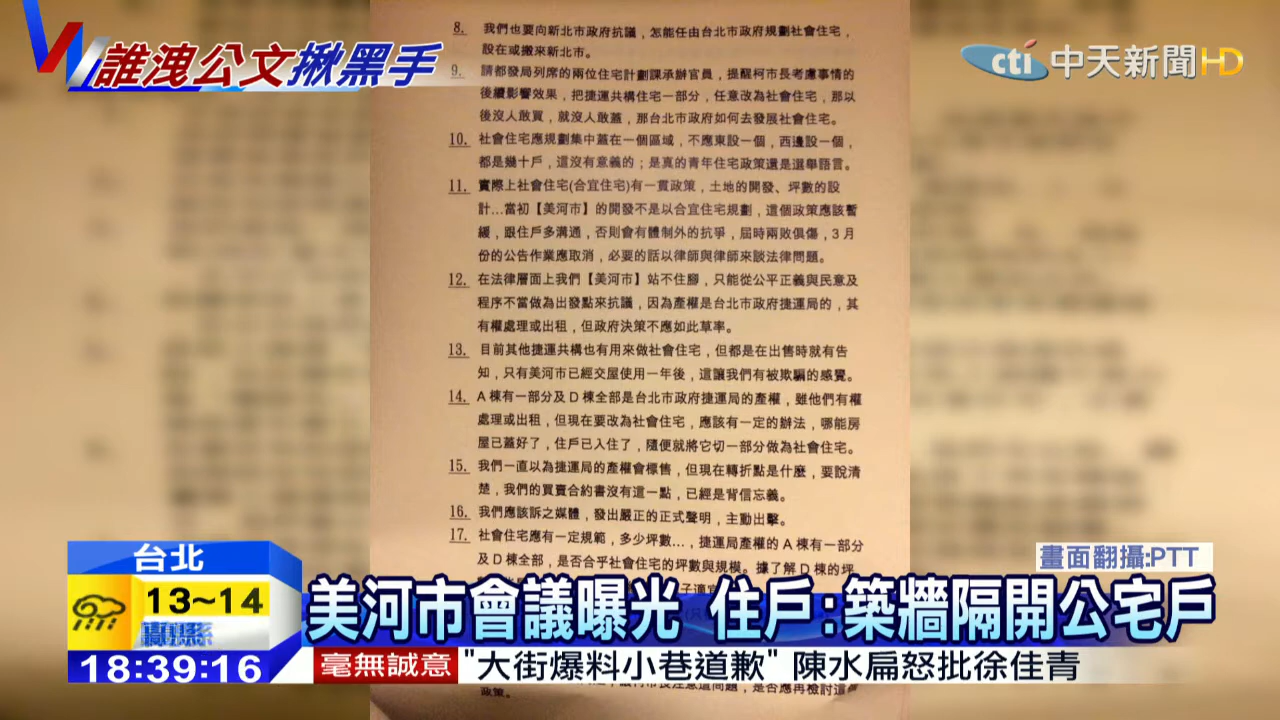 誰洩公文揪黑手
cti 中天新聞HD
8. 我們也要向新北市政府抗議，怎能任由台北市政府規劃社會住宅，
設在或搬來新北市。
9. 請都發局列席的兩位住宅計劃課承辦官員，提醒柯市長考慮事情的
後續影響效果，把捷運共構住宅一部分，任意改為社會住宅，那以
後沒人敢買，就沒人敢蓋，那台北市政府如何去發展社會住宅。
10. 社會住宅應規劃集中蓋在一個區域，不應東設一個，西邊設一個，
都是幾十戶，這沒有意義的；是真的青年住宅政策還是選舉語言。
11. 實際上社會住宅(合宜住宅)有一貫政策，土地的開發、坪數的設
計…當初【美河市】的開發不是以合宜住宅規劃，這個政策應該暫
緩，跟住戶多溝通，否則會有體制外的抗爭，屆時兩敗俱傷，3 月
份的公告作業應取消，必要的話以律師與律師來談法律問題。
12. 在法律層面上我們【美河市】站不住腳，只能從公平正義與民意及
程序不當做為出發點來抗議，因為產權是台北市政府捷運局的，其
有權處理或出租，但政府決策不應如此草率。
13. 目前其他捷運共構也有用來做社會住宅，但都是在出售時就有告
知，只有美河市已經交屋使用一年後，這讓我們有被欺騙的感覺。
14. A 棟有一部分及 D 棟全部是台北市政府捷運局的產權，雖他們有權
處理或出租，但現在要改為社會住宅，應該有一定的辦法，哪能房
屋已蓋好了，住戶已入住了，隨便就將它切一部分做為社會住宅。
15. 我們一直以為捷運局的產權會標售，但現在轉折點是什麼，要說清
楚，我們的買賣合約書沒有這一點，已經是背信忘義。
16. 我們應該訴之媒體，發出嚴正的正式聲明，主動出擊。
17. 社會住宅應有一定規範，多少坪數…，捷運局產權的 A 棟有一部分
及 D 棟全部，是否合乎社會住宅的坪數與規模。據了解 D 棟的坪
畫面翻攝:PTT
台北
13~14
美河市會議曝光 住戶:築牆隔開公宅戶
18:39:16
毫無誠意 "大街爆料小巷道歉" 陳水扁怒批徐佳青
政策。